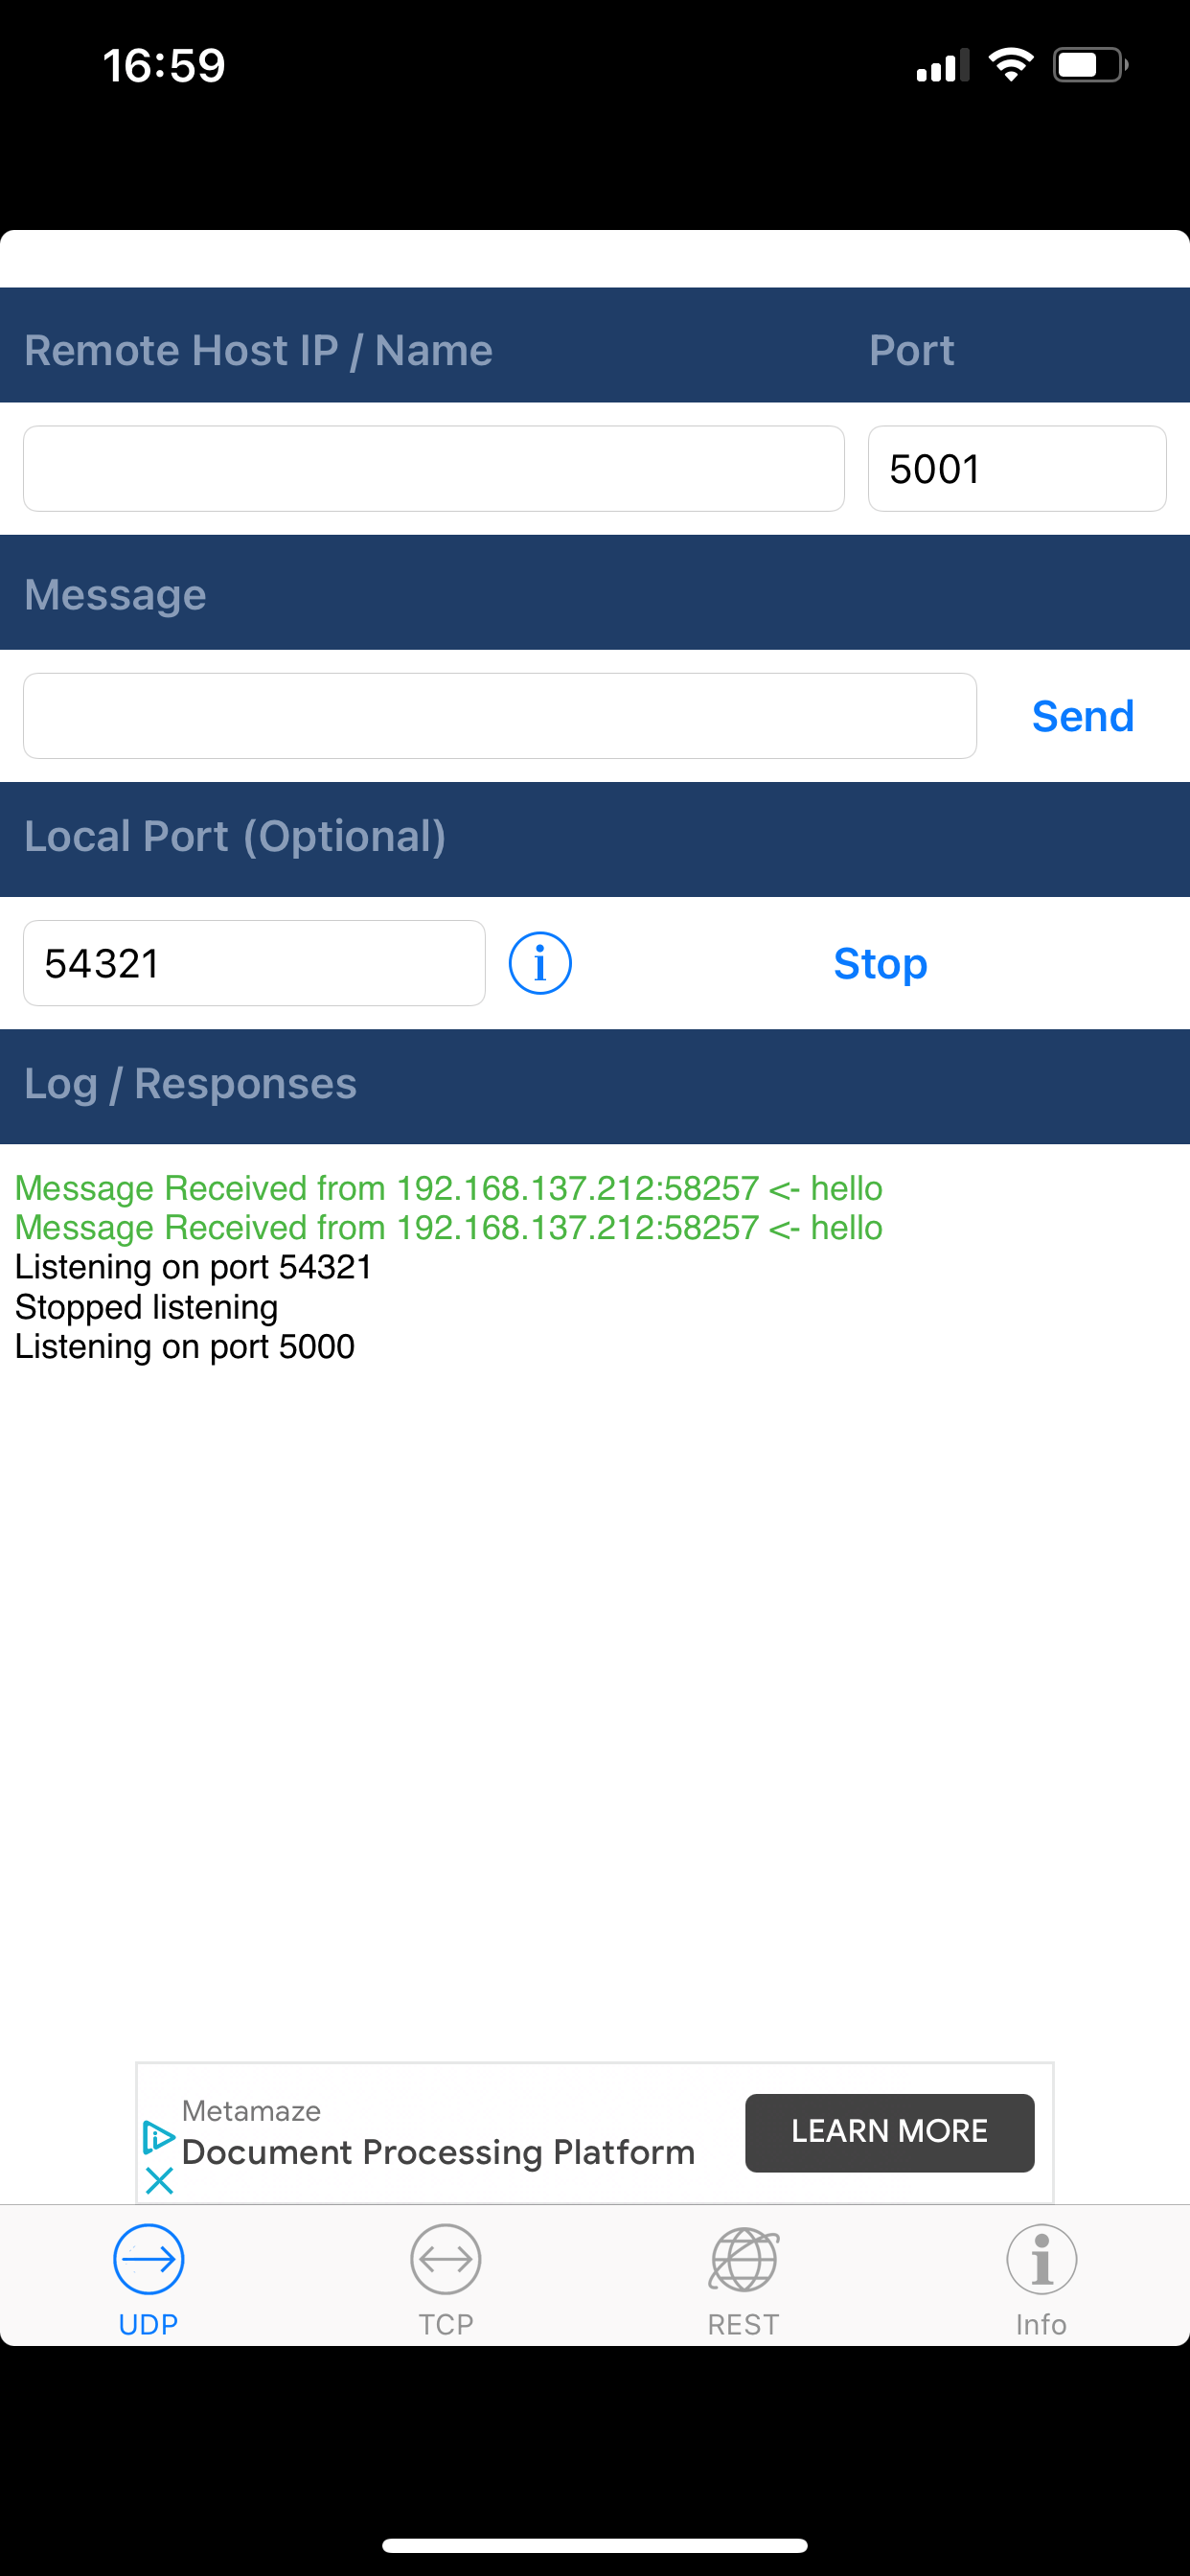 16:59
Remote Host IP / Name Port
5001
Message
Send
Local Port (Optional)
54321 i Stop
Log / Responses
Message Received from 192.168.137.212:58257 <- hello
Message Received from 192.168.137.212:58257 <- hello
Listening on port 54321
Stopped listening
Listening on port 5000
Metamaze
Document Processing Platform
LEARN MORE
UDP TCP REST Info